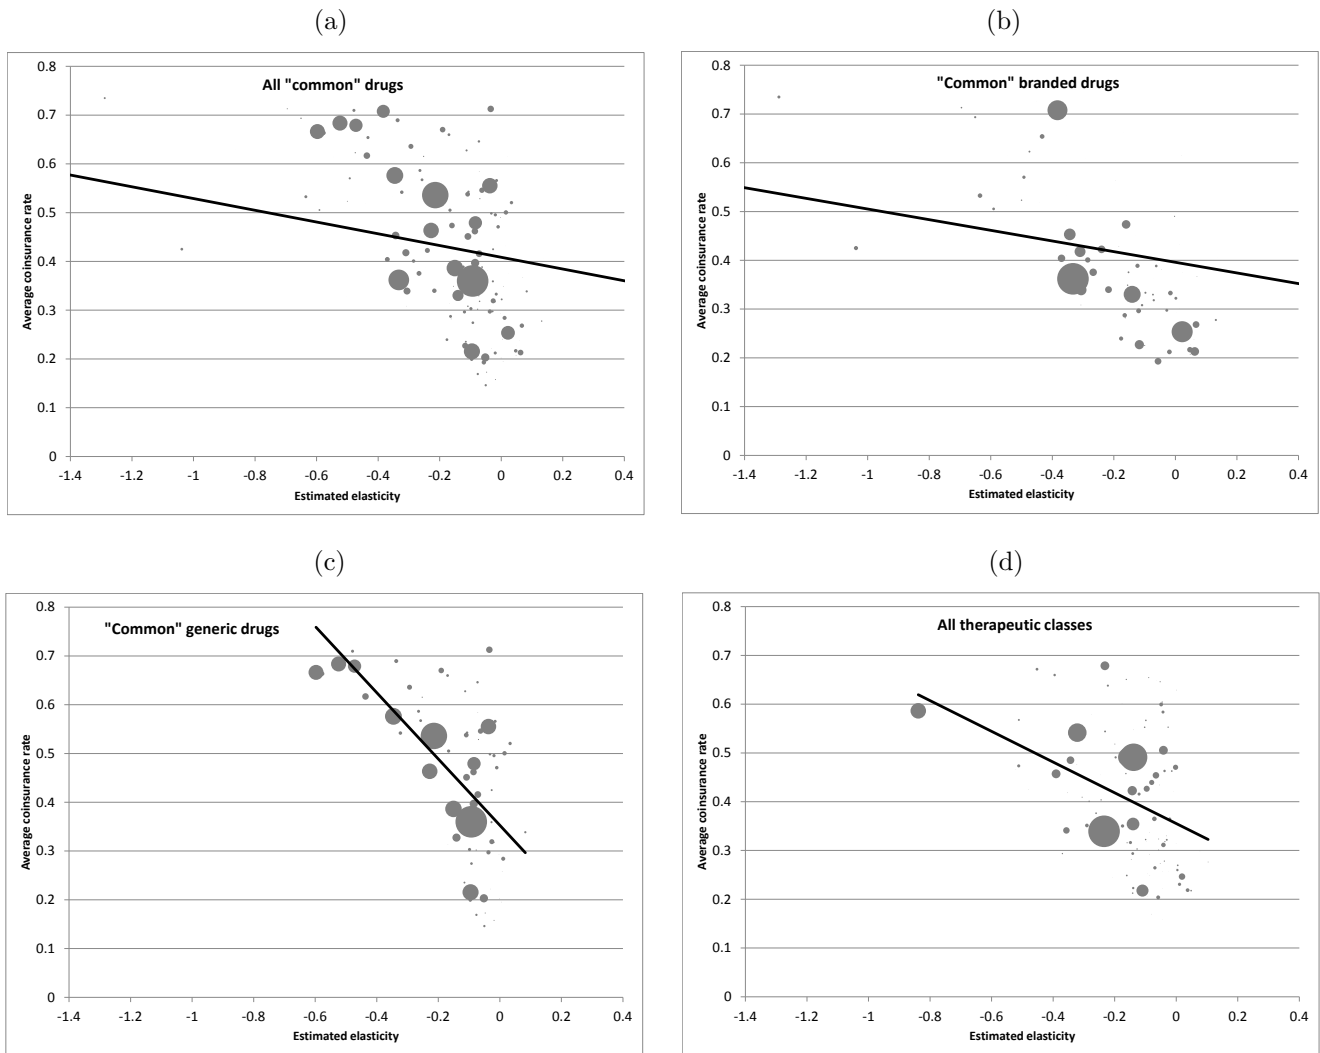 (a)
All "common" drugs
Average coinsurance rate
0.8
0.7
0.6
0.5
0.4
0.3
0.2
0.1
0
-1.4 -1.2 -1 -0.8 -0.6 -0.4 -0.2 0 0.2 0.4
Estimated elasticity
(b)
"Common" branded drugs
Average coinsurance rate
0.8
0.7
0.6
0.5
0.4
0.3
0.2
0.1
0
-1.4 -1.2 -1 -0.8 -0.6 -0.4 -0.2 0 0.2 0.4
Estimated elasticity
(c)
"Common" generic drugs
Average coinsurance rate
0.8
0.7
0.6
0.5
0.4
0.3
0.2
0.1
0
-1.4 -1.2 -1 -0.8 -0.6 -0.4 -0.2 0 0.2 0.4
Estimated elasticity
(d)
All therapeutic classes
Average coinsurance rate
0.8
0.7
0.6
0.5
0.4
0.3
0.2
0.1
0
-1.4 -1.2 -1 -0.8 -0.6 -0.4 -0.2 0 0.2 0.4
Estimated elasticity